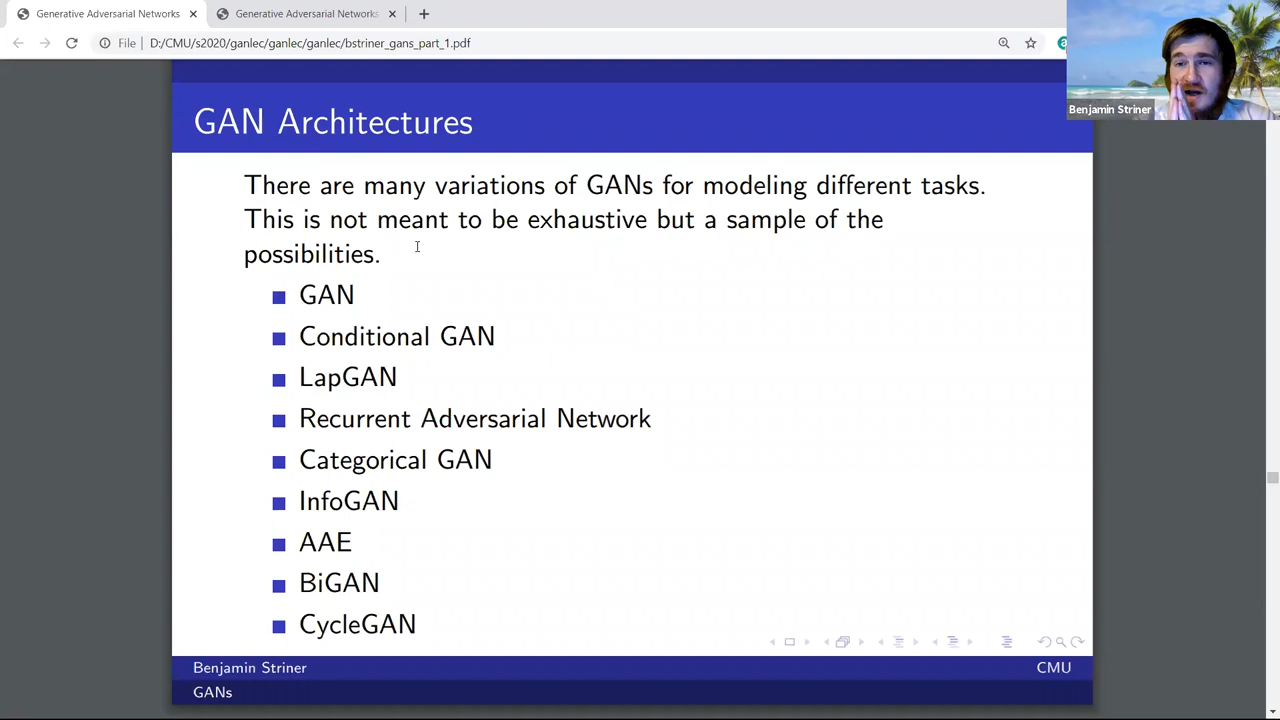 Generative Adversarial Networks
Generative Adversarial Networks
File D:/CMU/s2020/ganlec/ganlec/ganlec/bstriner_gans_part_1.pdf
Benjamin Striner
GAN Architectures
There are many variations of GANs for modeling different tasks.
This is not meant to be exhaustive but a sample of the
possibilities.
GAN
Conditional GAN
LapGAN
Recurrent Adversarial Network
Categorical GAN
InfoGAN
AAE
BiGAN
CycleGAN
Benjamin Striner CMU
GANs